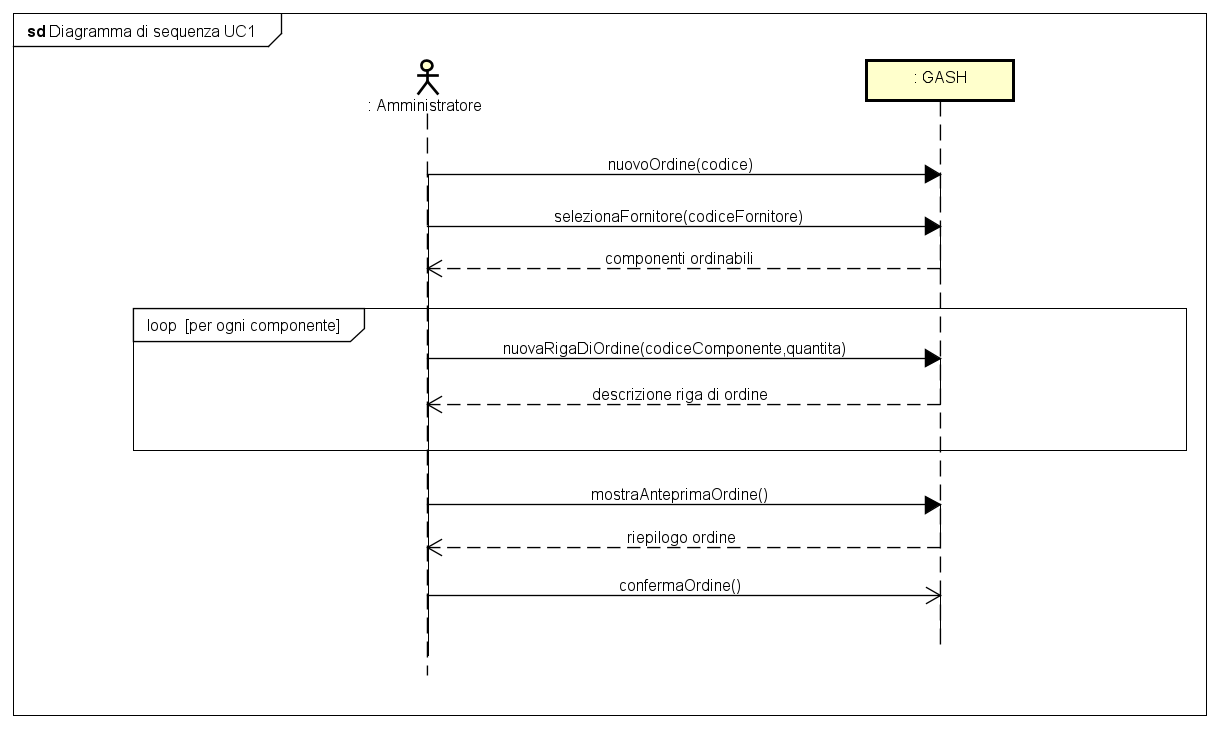 sd Diagramma di sequenza UC1
: Amministratore
: GASH
nuovoOrdine(codice)
selezionaFornitore(codiceFornitore)
componenti ordinabili
loop [per ogni componente]
nuovaRigaDiOrdine(codiceComponente,quantita)
descrizione riga di ordine
mostraAnteprimaOrdine()
riepilogo ordine
confermaOrdine()